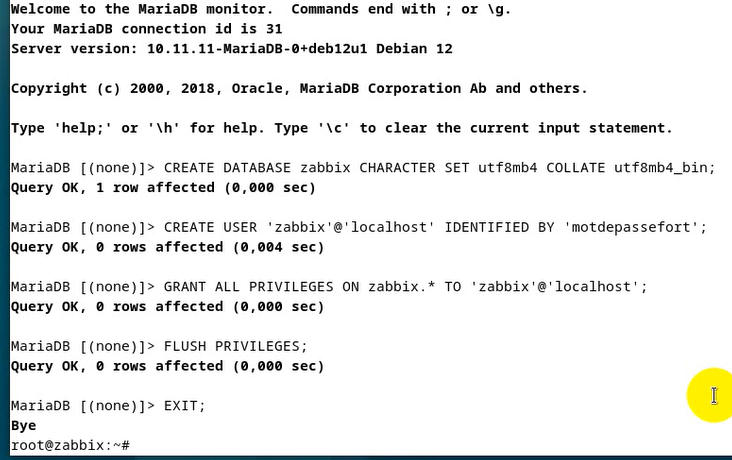 Welcome to the MariaDB monitor.  Commands end with ; or \g.
Your MariaDB connection id is 31
Server version: 10.11.11-MariaDB-0+deb12u1 Debian 12
Copyright (c) 2000, 2018, Oracle, MariaDB Corporation Ab and others.
Type 'help;' or '\h' for help. Type '\c' to clear the current input statement.
MariaDB [(none)]> CREATE DATABASE zabbix CHARACTER SET utf8mb4 COLLATE utf8mb4_bin;
Query OK, 1 row affected (0,000 sec)
MariaDB [(none)]> CREATE USER 'zabbix'@'localhost' IDENTIFIED BY 'motdepassefort';
Query OK, 0 rows affected (0,004 sec)
MariaDB [(none)]> GRANT ALL PRIVILEGES ON zabbix.* TO 'zabbix'@'localhost';
Query OK, 0 rows affected (0,000 sec)
MariaDB [(none)]> FLUSH PRIVILEGES;
Query OK, 0 rows affected (0,000 sec)
MariaDB [(none)]> EXIT;
Bye
root@zabbix:~#